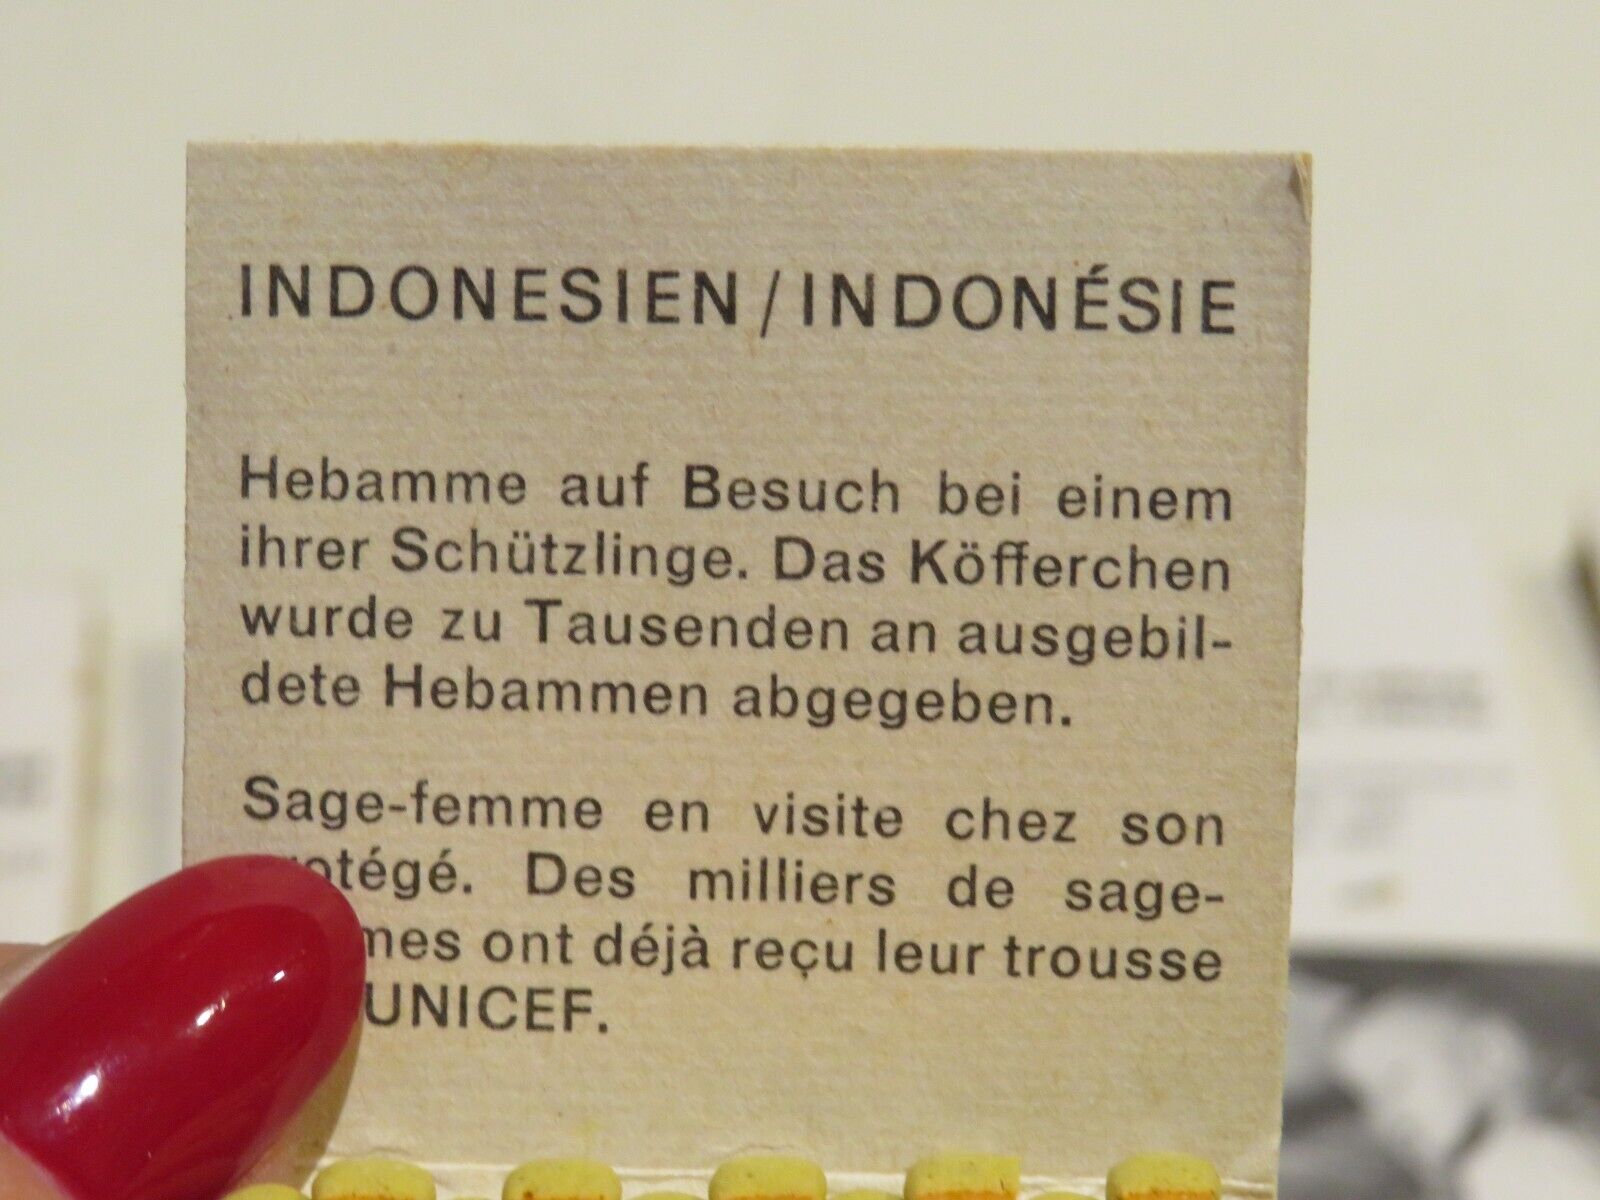 INDONESIEN / INDONÉSIE
Hebamme auf Besuch bei einem
ihrer Schützlinge. Das Köfferchen
wurde zu Tausenden an ausgebil-
dete Hebammen abgegeben.
Sage-femme en visite chez son
protégé. Des milliers de sage-
mes ont déjà reçu leur trousse
UNICEF.